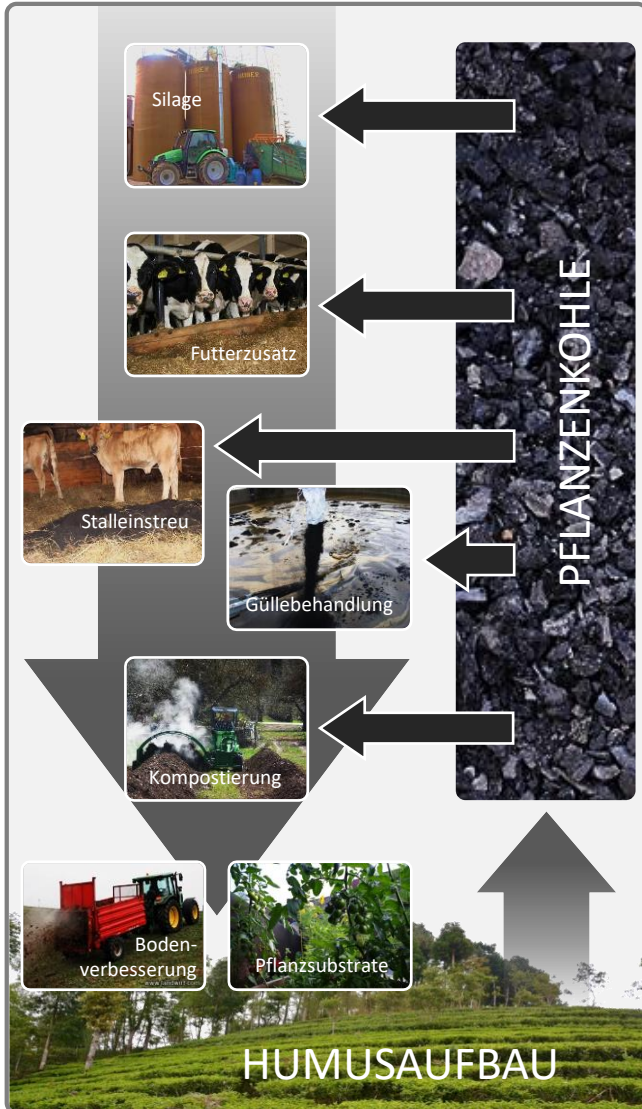 Silage
Futterzusatz
Stalleinstreu
Güllebehandlung
PFLANZENKOHLE
Kompostierung
Boden-
verbesserung
Pflanzsubstrate
HUMUSAUFBAU